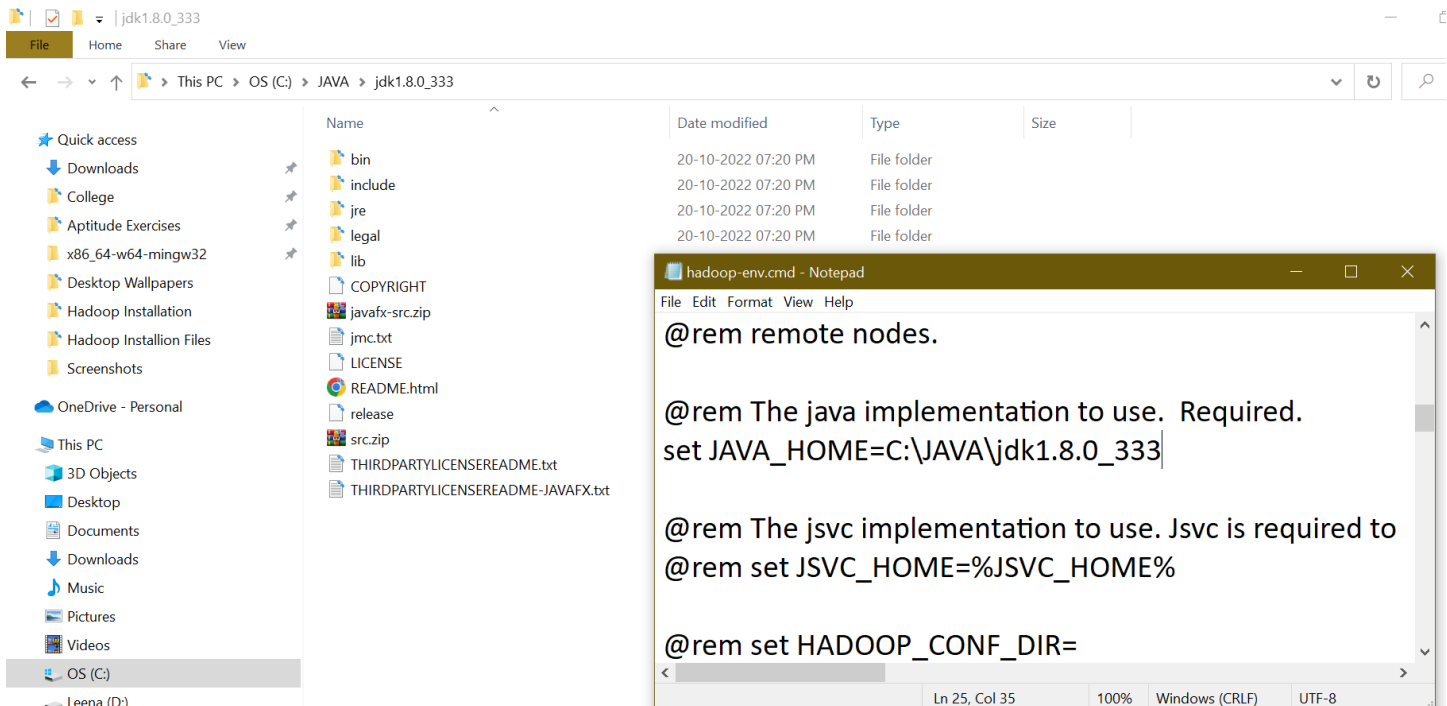 jdk1.8.0_333
File Home Share View
This PC > OS (C:) > JAVA > jdk1.8.0_333
Name Date modified Type Size
Quick access
Downloads
College
Aptitude Exercises
x86_64-w64-mingw32
Desktop Wallpapers
Hadoop Installation
Hadoop Installion Files
Screenshots
OneDrive - Personal
This PC
3D Objects
Desktop
Documents
Downloads
Music
Pictures
Videos
OS (C:)
Leena (D:)
bin 20-10-2022 07:20 PM File folder
include 20-10-2022 07:20 PM File folder
jre 20-10-2022 07:20 PM File folder
legal 20-10-2022 07:20 PM File folder
lib
COPYRIGHT
javafx-src.zip
jmc.txt
LICENSE
README.html
release
src.zip
THIRDPARTYLICENSEREADME.txt
THIRDPARTYLICENSEREADME-JAVAFX.txt
hadoop-env.cmd - Notepad
File Edit Format View Help
@rem remote nodes.
@rem The java implementation to use.  Required.
set JAVA_HOME=C:\JAVA\jdk1.8.0_333
@rem The jsvc implementation to use. Jsvc is required to
@rem set JSVC_HOME=%JSVC_HOME%
@rem set HADOOP_CONF_DIR=
Ln 25, Col 35 100% Windows (CRLF) UTF-8